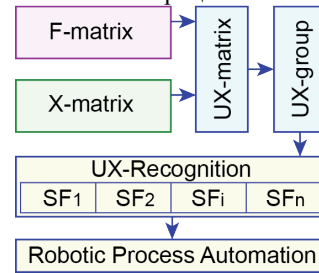 F-matrix
X-matrix
UX-matrix
UX-group
UX-Recognition
SF1 SF2 SFi SFn
Robotic Process Automation